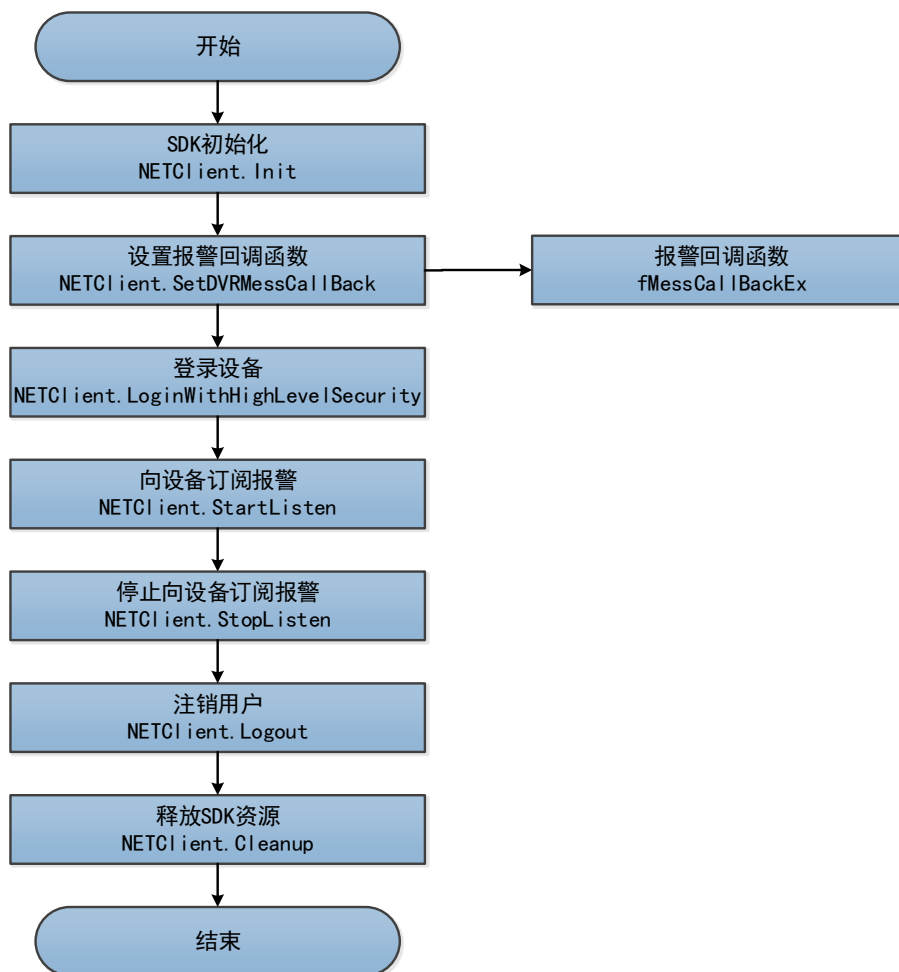 开始
SDK初始化
NETClient.Init
设置报警回调函数
NETClient.SetDVRMessCallBack
报警回调函数
fMessCallBackEx
登录设备
NETClient.LoginWithHighLevelSecurity
向设备订阅报警
NETClient.StartListen
停止向设备订阅报警
NETClient.StopListen
注销用户
NETClient.Logout
释放SDK资源
NETClient.Cleanup
结束